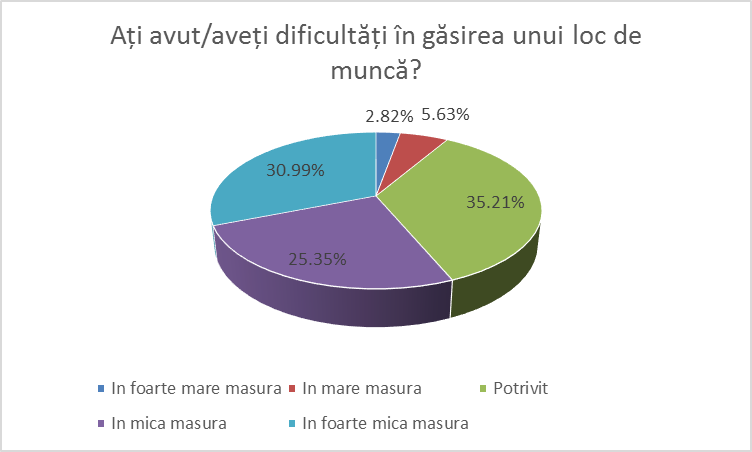 Ați avut/aveți dificultăți în găsirea unui loc de
muncă?
2.82%
5.63%
30.99%
35.21%
25.35%
In foarte mare masura
In mare masura
Potrivit
In mica masura
In foarte mica masura